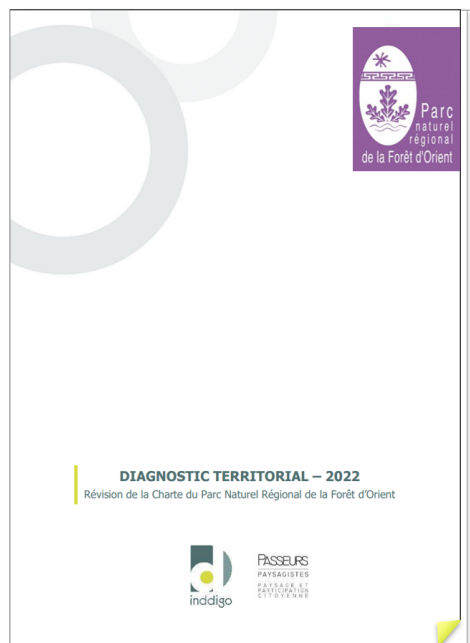 Parc
naturel
régional
de la Forêt d'Orient
DIAGNOSTIC TERRITORIAL – 2022
Révision de la Charte du Parc Naturel Régional de la Forêt d'Orient
inddigo
PASSEURS
PAYSAGISTES
PAYSAGE ET
PARTICIPATION
CITOYENNE